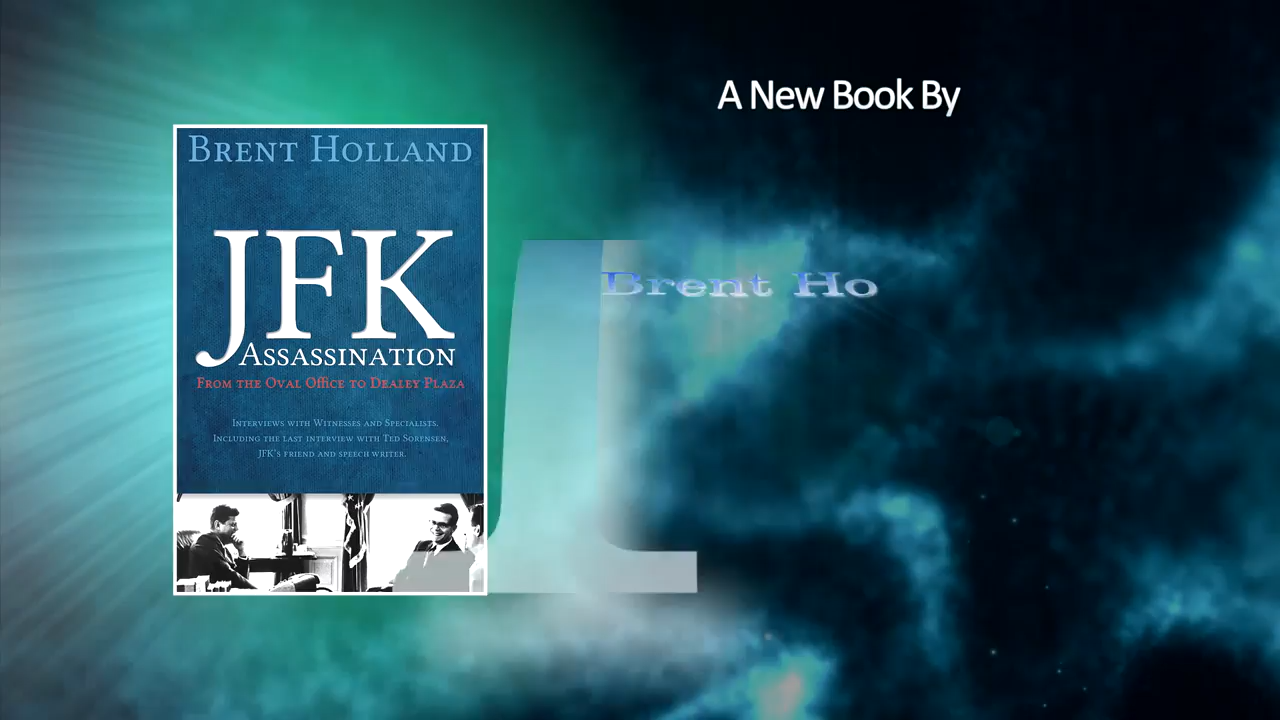 A New Book By
Brent Ho
BRENT HOLLAND
JFK
ASSASSINATION
FROM THE OVAL OFFICE TO DEALEY PLAZA
INTERVIEWS WITH WITNESSES AND SPECIALISTS.
INCLUDING THE LAST INTERVIEW WITH TED SORENSEN,
JFK'S FRIEND AND SPEECH WRITER.